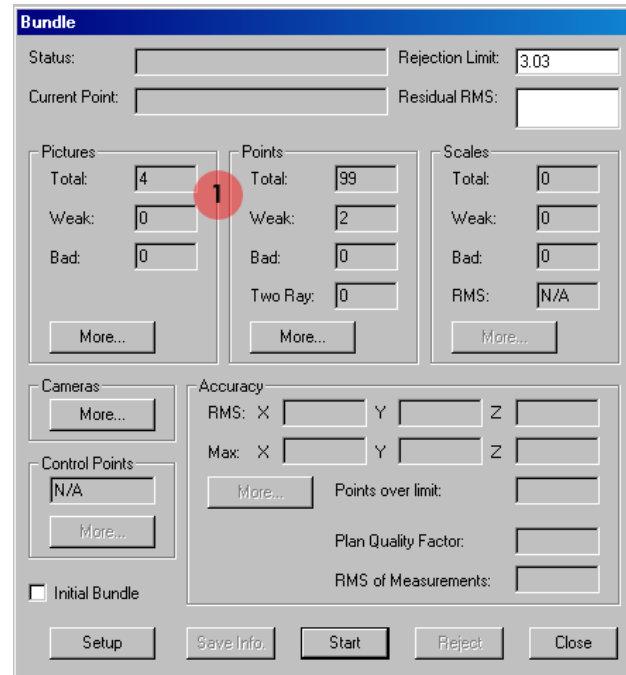 Bundle
Status:
Rejection Limit: 3.03
Current Point:
Residual RMS:
Pictures
Total: 4
Weak: 0
Bad: 0
More...
1
Points
Total: 99
Weak: 2
Bad: 0
Two Ray: 0
More...
Scales
Total: 0
Weak: 0
Bad: 0
RMS: N/A
More...
Cameras
More...
Control Points
N/A
More...
Initial Bundle
Accuracy
RMS: X Y Z
Max: X Y Z
More... Points over limit:
Plan Quality Factor:
RMS of Measurements:
Setup Save Info. Start Reject Close